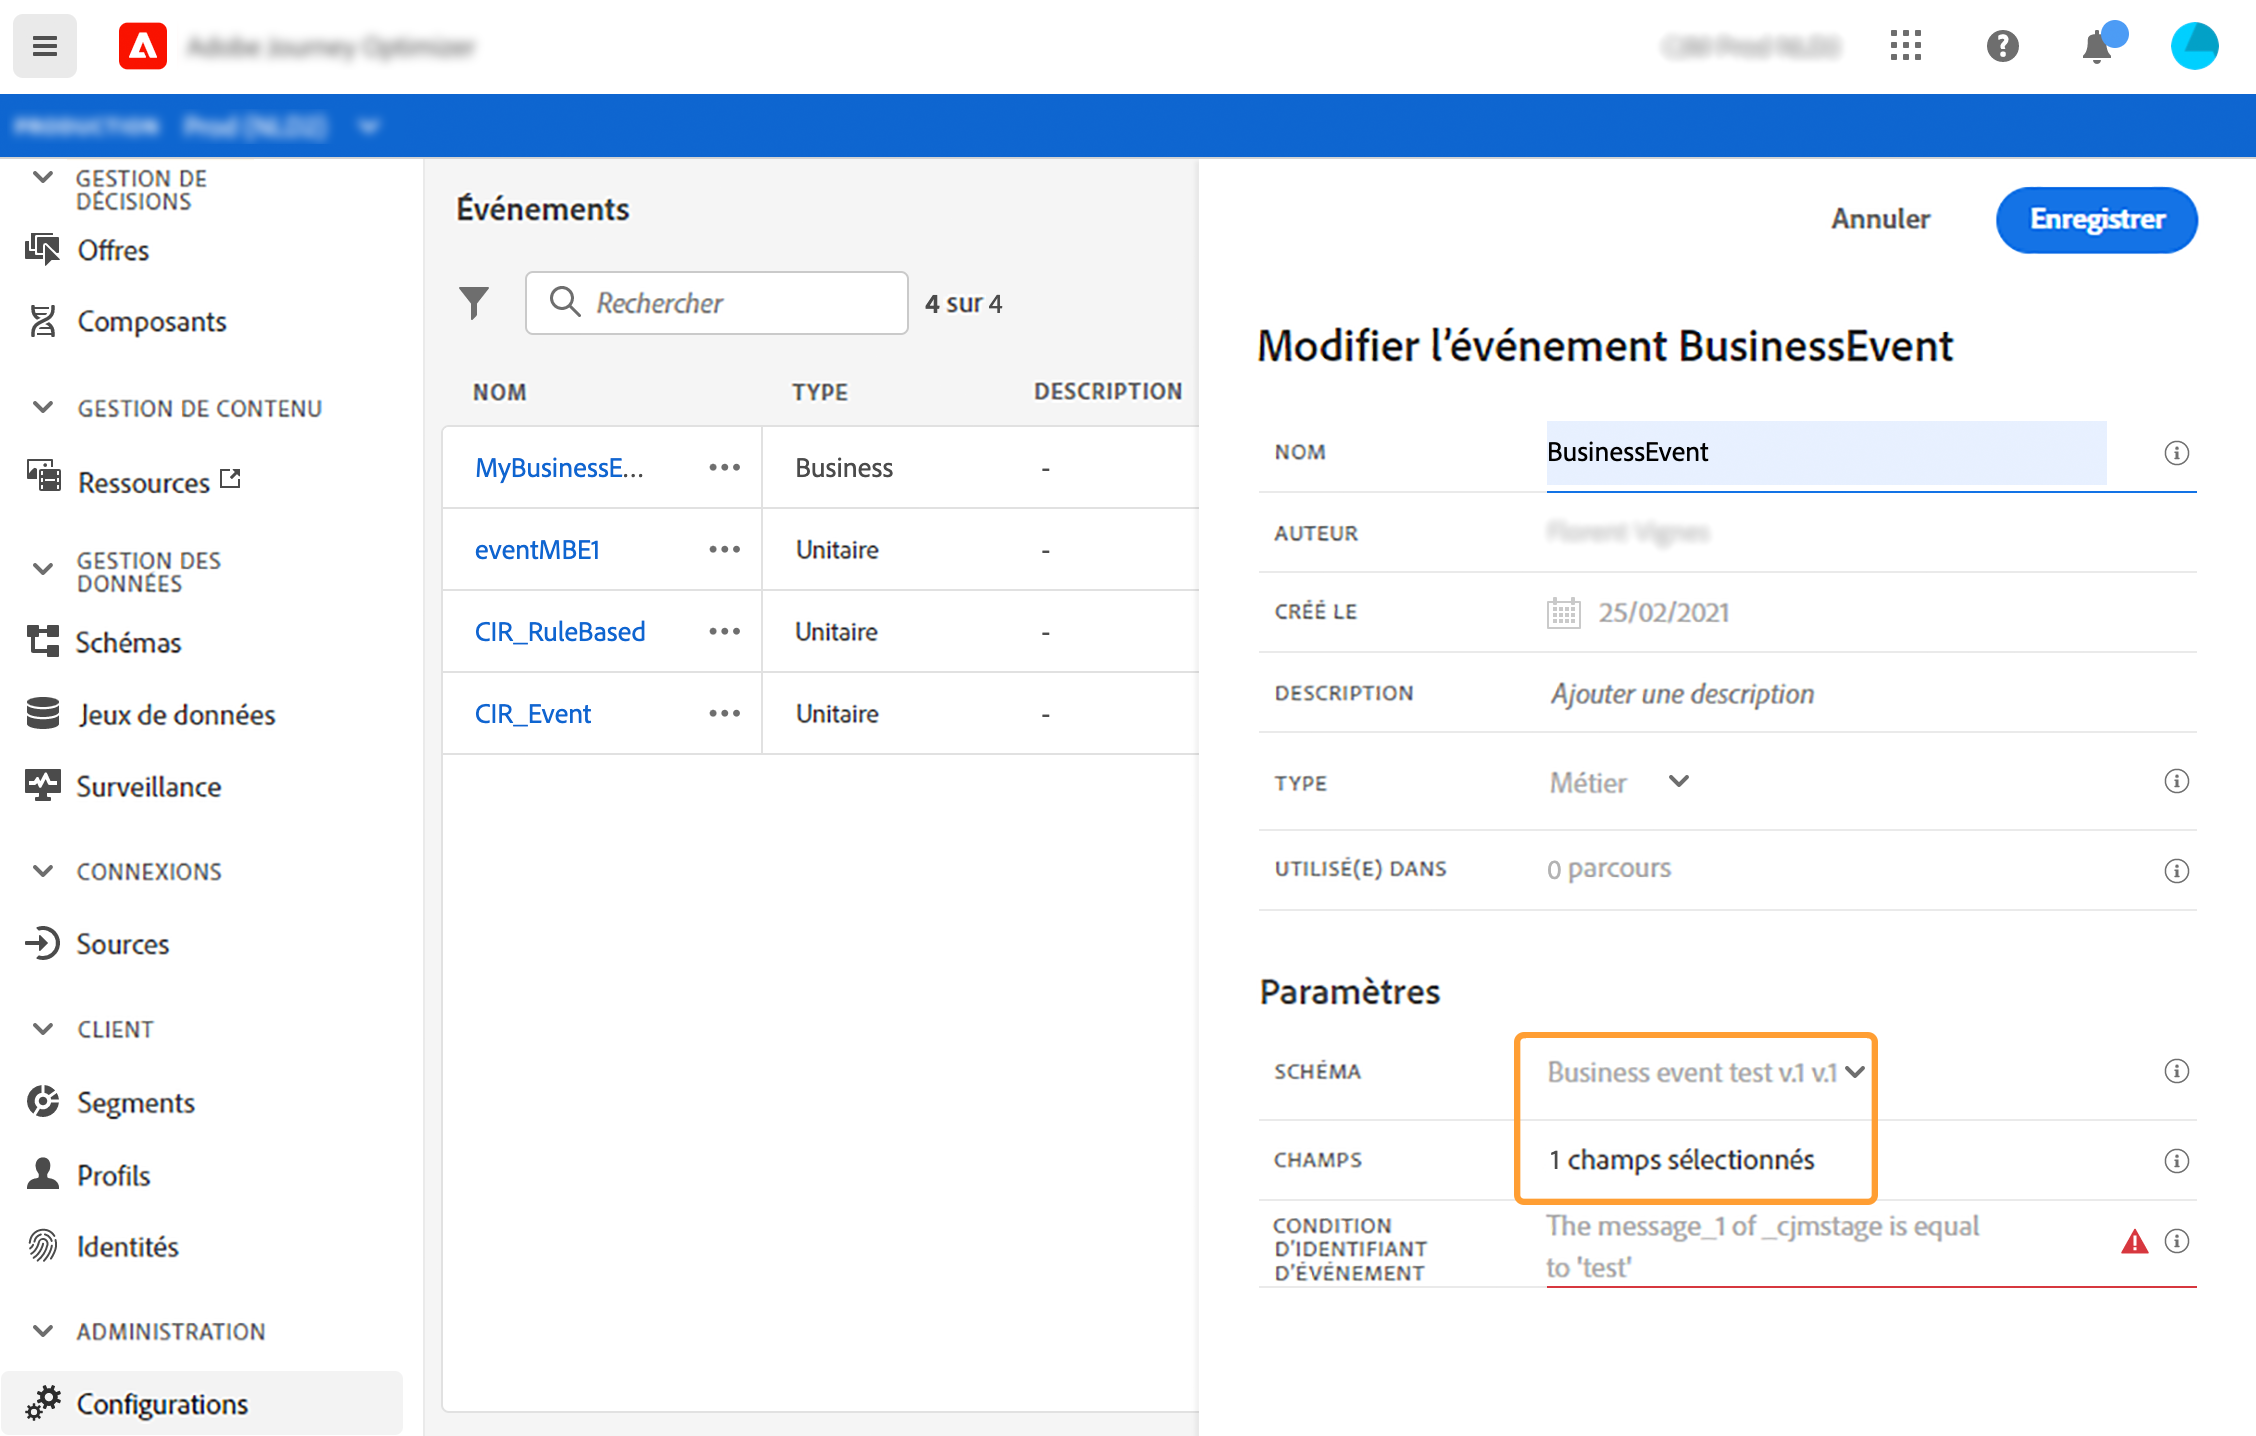 GESTION DE
DÉCISIONS
Offres
Composants
GESTION DE CONTENU
Ressources
GESTION DES
DONNÉES
Schémas
Jeux de données
Surveillance
CONNEXIONS
Sources
CLIENT
Segments
Profils
Identités
ADMINISTRATION
Configurations
Événements
Rechercher
4 sur 4
NOM TYPE DESCRIPTION
MyBusinessE... ••• Business -
eventMBE1 ••• Unitaire -
CIR_RuleBased ••• Unitaire -
CIR_Event ••• Unitaire -
Annuler Enregistrer
Modifier l’événement BusinessEvent
NOM BusinessEvent
AUTEUR
CRÉÉ LE 25/02/2021
DESCRIPTION Ajouter une description
TYPE Métier
UTILISÉ(E) DANS 0 parcours
Paramètres
SCHÉMA Business event test v.1 v.1
CHAMPS 1 champs sélectionnés
CONDITION
D’IDENTIFIANT
D’ÉVÉNEMENT
The message_1 of _cjmstage is equal
to 'test'